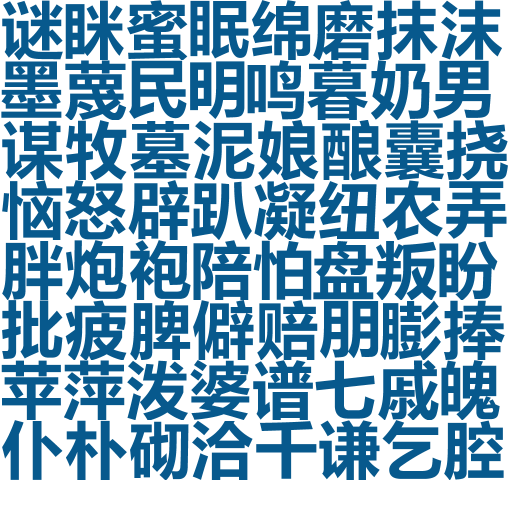 谜眯蜜眠绵磨抹沫
墨蔑民明鸣暮奶男
谋牧墓泥娘酿囊挠
恼怒辟趴凝纽农弄
胖炮袍陪怕盘叛盼
批疲脾僻赔朋膨捧
苹萍泼婆谱七戚魄
仆朴砌洽千谦乞腔